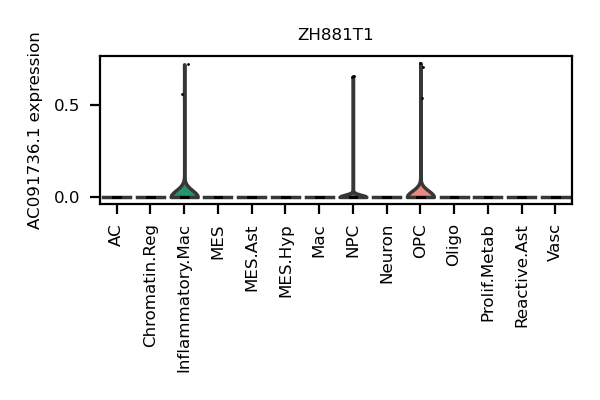 ZH881T1
AC091736.1 expression
0.5
0.0
AC
Chromatin.Reg
Inflammatory.Mac
MES
MES.Ast
MES.Hyp
Mac
NPC
Neuron
OPC
Oligo
Prolif.Metab
Reactive.Ast
Vasc